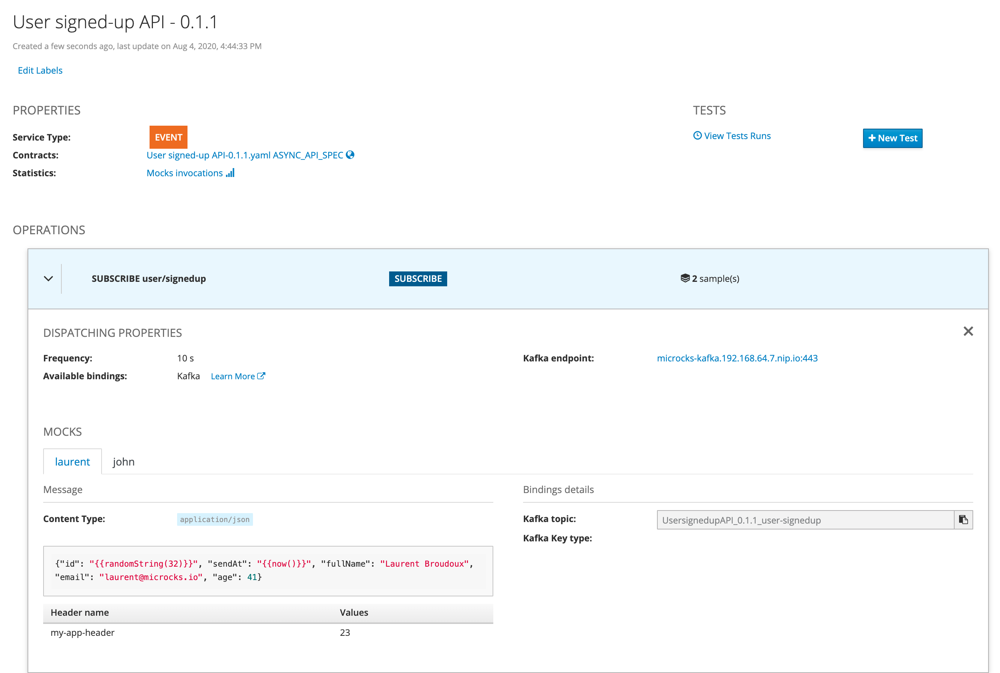 User signed-up API - 0.1.1
Created a few seconds ago, last update on Aug 4, 2020, 4:44:33 PM
Edit Labels
PROPERTIES
TESTS
Service Type: EVENT
View Tests Runs
New Test
Contracts: User signed-up API-0.1.1.yaml ASYNC_API_SPEC
Statistics: Mocks invocations
OPERATIONS
SUBSCRIBE user/signedup SUBSCRIBE 2 sample(s)
DISPATCHING PROPERTIES
Frequency: 10 s
Kafka endpoint: microcks-kafka.192.168.64.7.nip.io:443
Available bindings: Kafka Learn More
MOCKS
laurent john
Message
Bindings details
Content Type: application/json
Kafka topic: UsersignedupAPI_0.1.1_user-signedup
Kafka Key type:
{"id": "{{randomString(32)}}", "sendAt": "{{now()}}", "fullName": "Laurent Broudoux",
"email": "laurent@microcks.io", "age": 41}
Header name Values
my-app-header 23